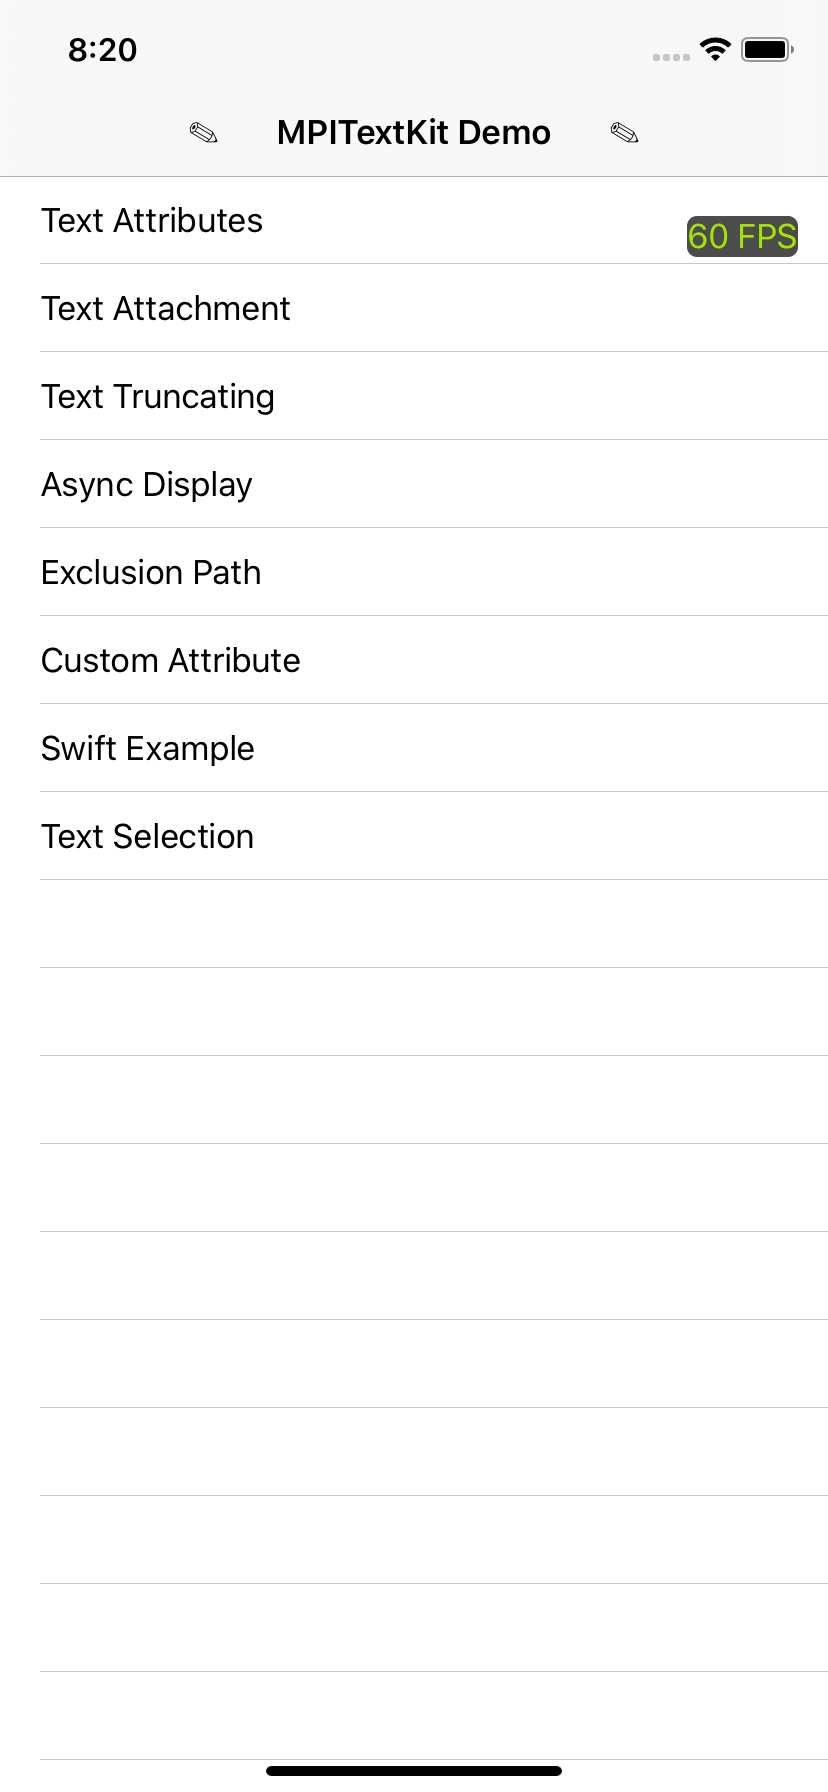 8:20
✎ MPITextKit Demo ✎
Text Attributes
60 FPS
Text Attachment
Text Truncating
Async Display
Exclusion Path
Custom Attribute
Swift Example
Text Selection